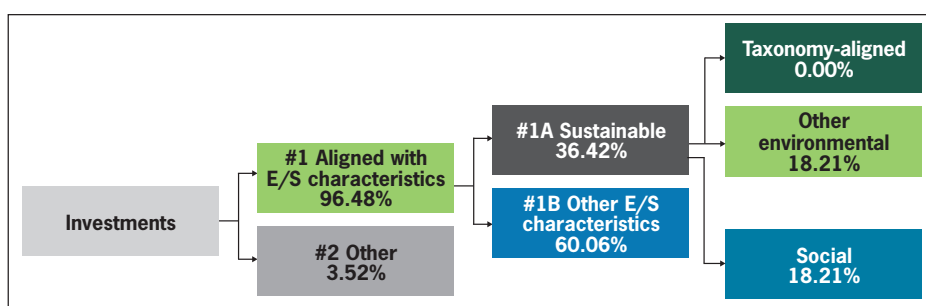 Investments
#1 Aligned with
E/S characteristics
96.48%
#2 Other
3.52%
#1A Sustainable
36.42%
#1B Other E/S
characteristics
60.06%
Taxonomy-aligned
0.00%
Other
environmental
18.21%
Social
18.21%